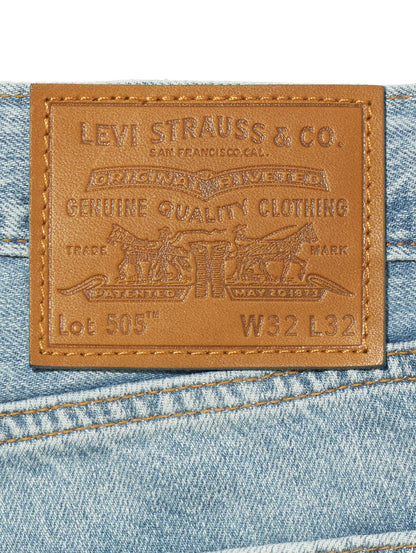 LEVI STRAUSS & CO.
SAN FRANCISCO, CAL.
ORIGINAL RIVETED
GENUINE QUALITY CLOTHING
TRADE MARK
PATENTED MAY 20 1873
Lot 505™ W32 L32